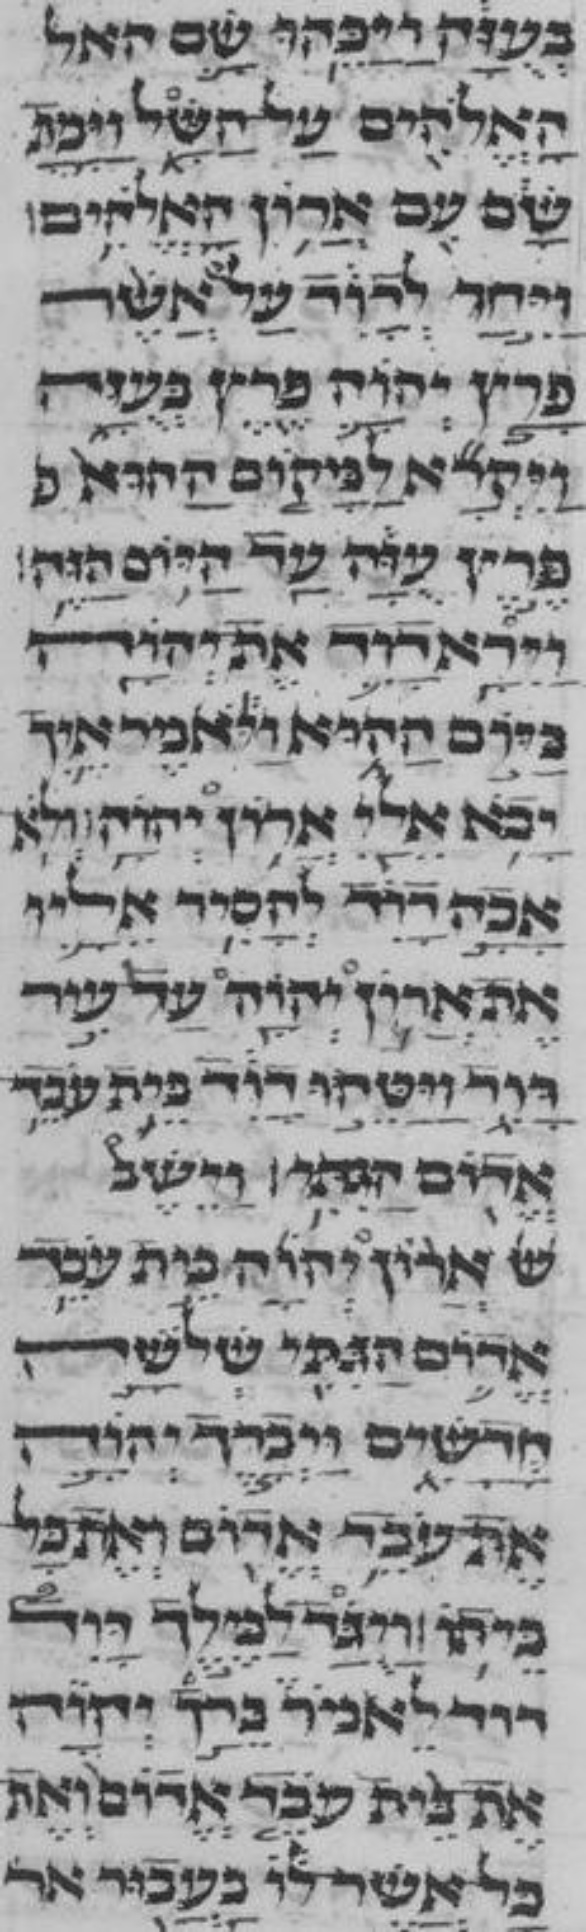 בעזה ויכהו שם האל
האלהים על השל וימת
שם עם ארון האלהים
ויחר לדוד על אשר
פרץ יהוה פרץ בעזה
ויקרא למקום ההוא פ
פרץ עזה עד היום הזה
וירא דוד את יהוה
ביום ההוא ויאמר איך
יבא אלי ארון יהוה ולא
אבה דוד להסיר אליו
את ארון יהוה על עיר
דוד ויטהו דוד בית עבד
אדום הגתי וישב
ש ארון יהוה בית עבד
אדום הגתי שלשה
חדשים ויברך יהוה
את עבד אדום ואת כל
ביתו ויגד למלך דוד
דוד לאמר ברך יהוה
את בית עבד אדום ואת
כל אשר לו בעבור אר